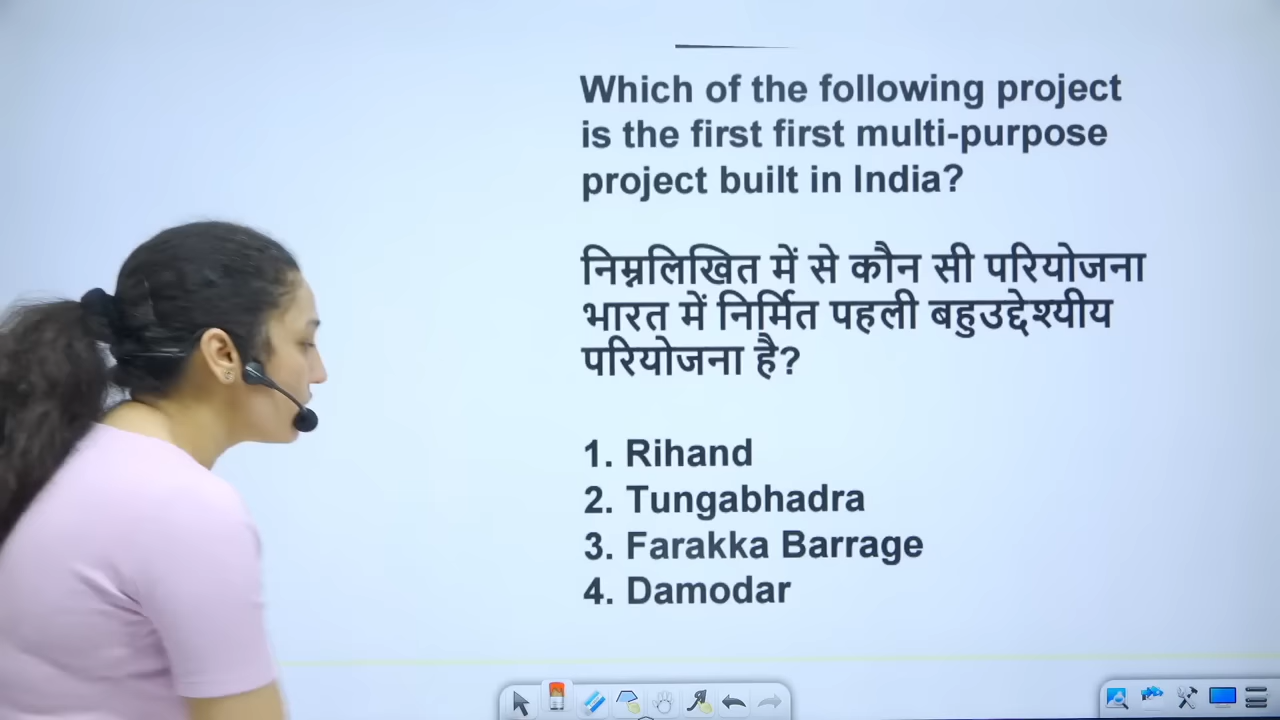 Which of the following project
is the first first multi-purpose
project built in India?
निम्नलिखित में से कौन सी परियोजना
भारत में निर्मित पहली बहुउद्देश्यीय
परियोजना है?
1. Rihand
2. Tungabhadra
3. Farakka Barrage
4. Damodar